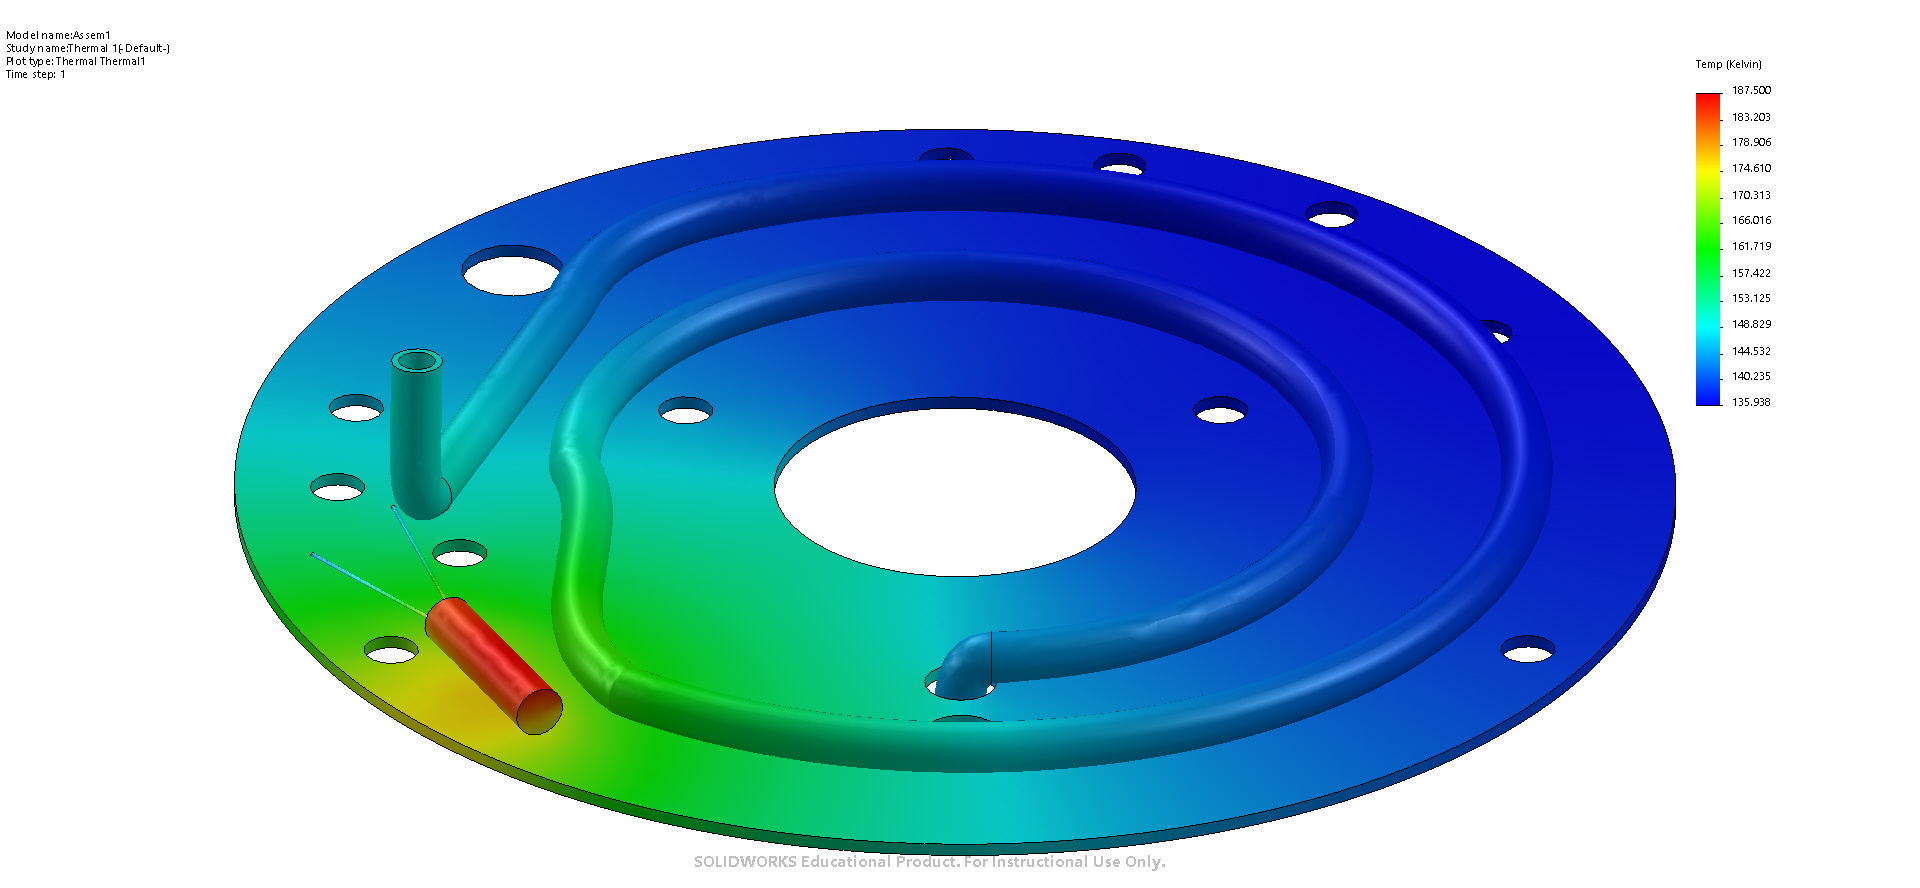 Model name:Assem1
Study name:Thermal 1(-Default-)
Plot type: Thermal Thermal1
Time step: 1
Temp (Kelvin)
187.500
183.203
178.906
174.610
170.313
166.016
161.719
157.422
153.125
148.829
144.532
140.235
135.938
SOLIDWORKS Educational Product. For Instructional Use Only.